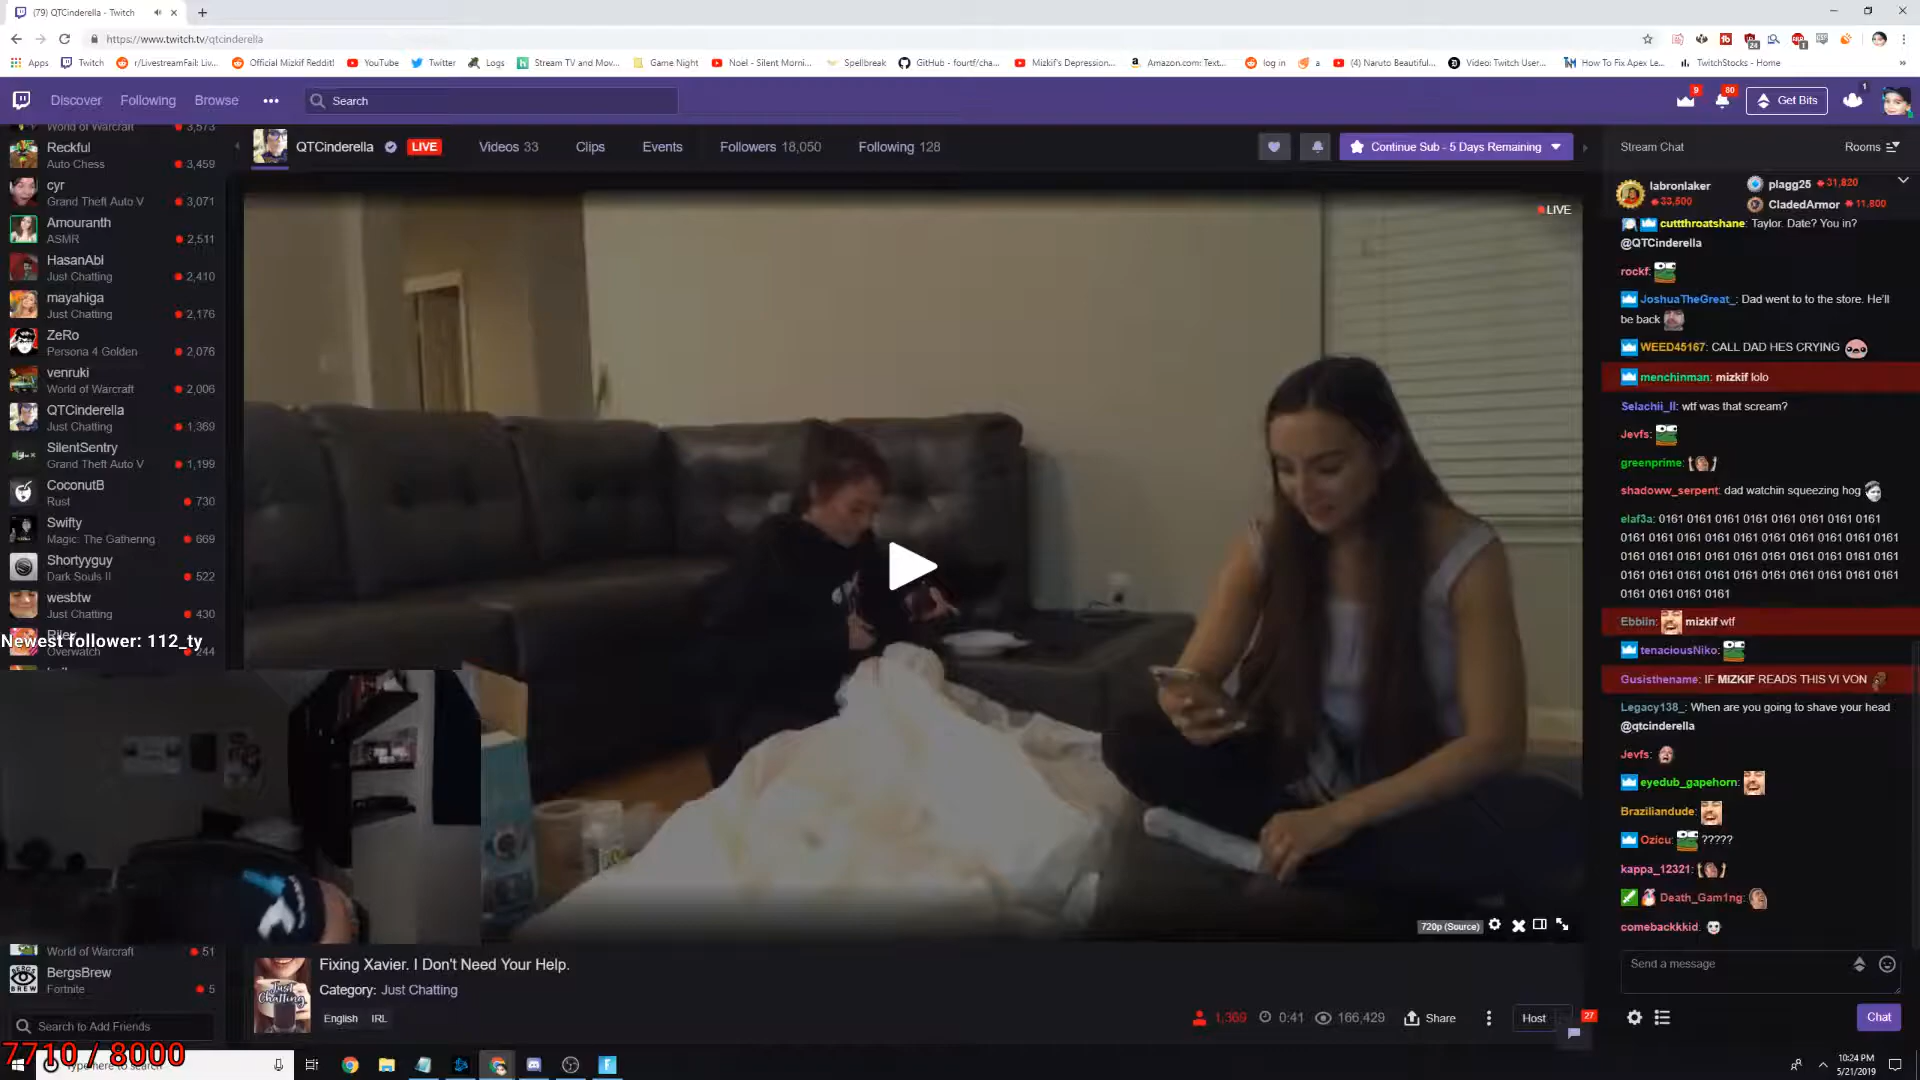 (79) QTCinderella - Twitch
https://www.twitch.tv/qtcinderella
Apps Twitch r/LivestreamFail: Liv... Official Mizkif Reddit! YouTube Twitter Logs Stream TV and Mov... Game Night Noel - Silent Morni... Spellbreak GitHub - fourtf/cha... Mizkif's Depression... Amazon.com: Text... log in a (4) Naruto Beautiful... Video: Twitch User... How To Fix Apex Le... TwitchStocks - Home
Discover Following Browse Search 9 80 Get Bits 1
World of Warcraft 3,573
Reckful
Auto Chess 3,459
cyr
Grand Theft Auto V 3,071
Amouranth
ASMR 2,511
HasanAbi
Just Chatting 2,410
mayahiga
Just Chatting 2,176
ZeRo
Persona 4 Golden 2,076
venruki
World of Warcraft 2,006
QTCinderella
Just Chatting 1,369
SilentSentry
Grand Theft Auto V 1,199
CoconutB
Rust 730
Swifty
Magic: The Gathering 669
Shortyyguy
Dark Souls II 522
wesbtw
Just Chatting 430
Newest follower: 112_ty
Overwatch 244
World of Warcraft 51
BergsBrew
Fortnite 5
Search to Add Friends
7710 / 8000
QTCinderella LIVE Videos 33 Clips Events Followers 18,050 Following 128 Continue Sub - 5 Days Remaining
LIVE
720p (Source)
Fixing Xavier. I Don't Need Your Help.
Category: Just Chatting
English IRL
Just
Chatting
1,369 0:41 166,429 Share Host 27
Stream Chat Rooms
labronlaker
33,500
plagg25 31,820
CladedArmor 11,800
cuttthroatshane: Taylor. Date? You in?
@QTCinderella
rockf:
JoshuaTheGreat_: Dad went to to the store. He'll
be back
WEED45167: CALL DAD HES CRYING
menchinman: mizkif lolo
Selachii_II: wtf was that scream?
Jevfs:
greenprime:
shadoww_serpent: dad watchin squeezing hog
elaf3a: 0161 0161 0161 0161 0161 0161 0161 0161
0161 0161 0161 0161 0161 0161 0161 0161 0161
0161 0161 0161 0161 0161 0161 0161 0161 0161
0161 0161 0161 0161 0161 0161 0161 0161 0161
0161 0161 0161 0161
Ebblin: mizkif wtf
tenaciousNiko:
Gusisthename: IF MIZKIF READS THIS VI VON
Legacy138_: When are you going to shave your head
@qtcinderella
Jevfs:
eyedub_gapehorn:
Braziliandude:
Ozicu: ?????
kappa_12321:
Death_Gam1ng:
comebackkkid:
Send a message
Chat
10:24 PM
5/21/2019